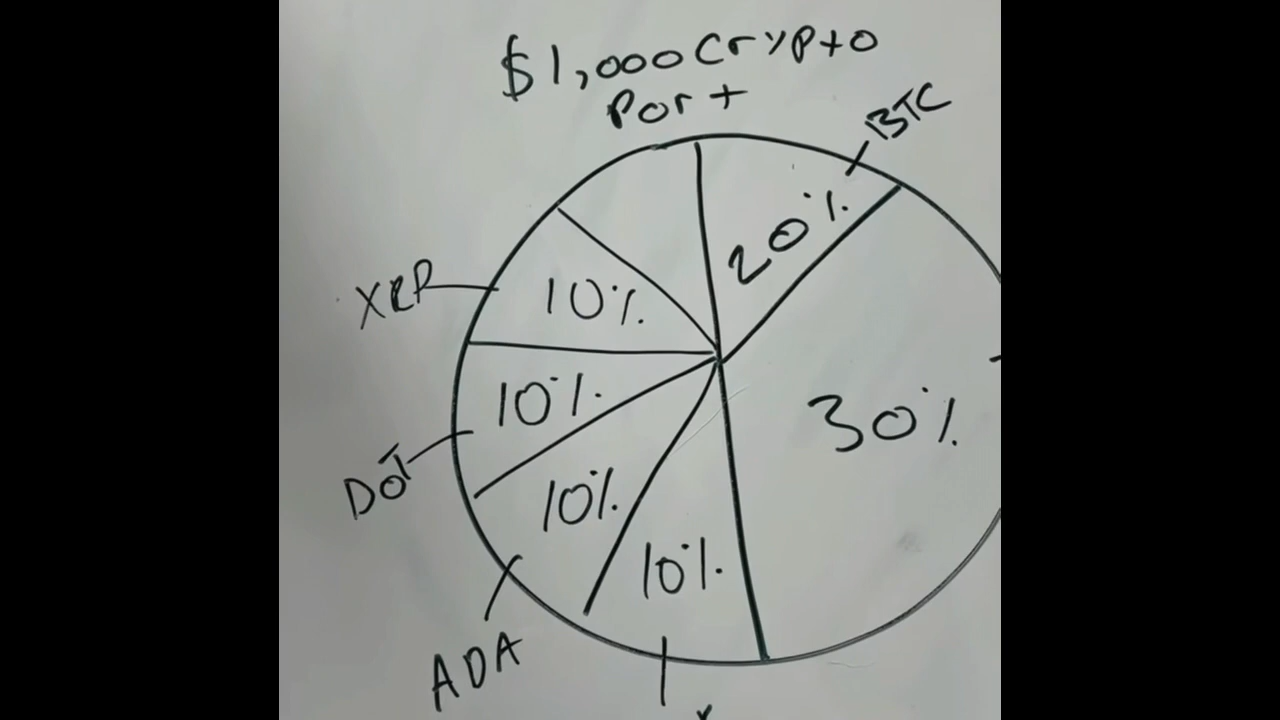 $1,000 Crypto
Port
BTC
20%
30%
XRP
10%
10%
DOT
10%
10%
ADA